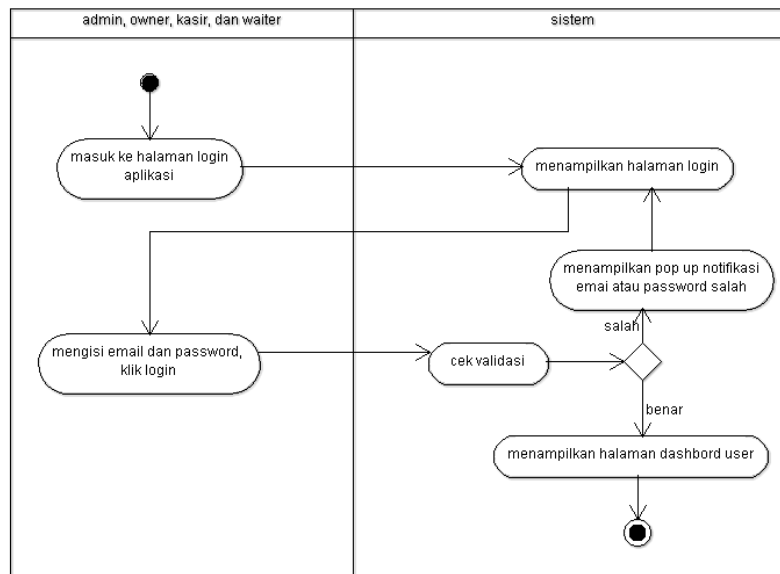 admin, owner, kasir, dan waiter
sistem
masuk ke halaman login
aplikasi
menampilkan halaman login
menampilkan pop up notifikasi
emai atau password salah
salah
mengisi email dan password,
klik login
cek validasi
benar
menampilkan halaman dashbord user